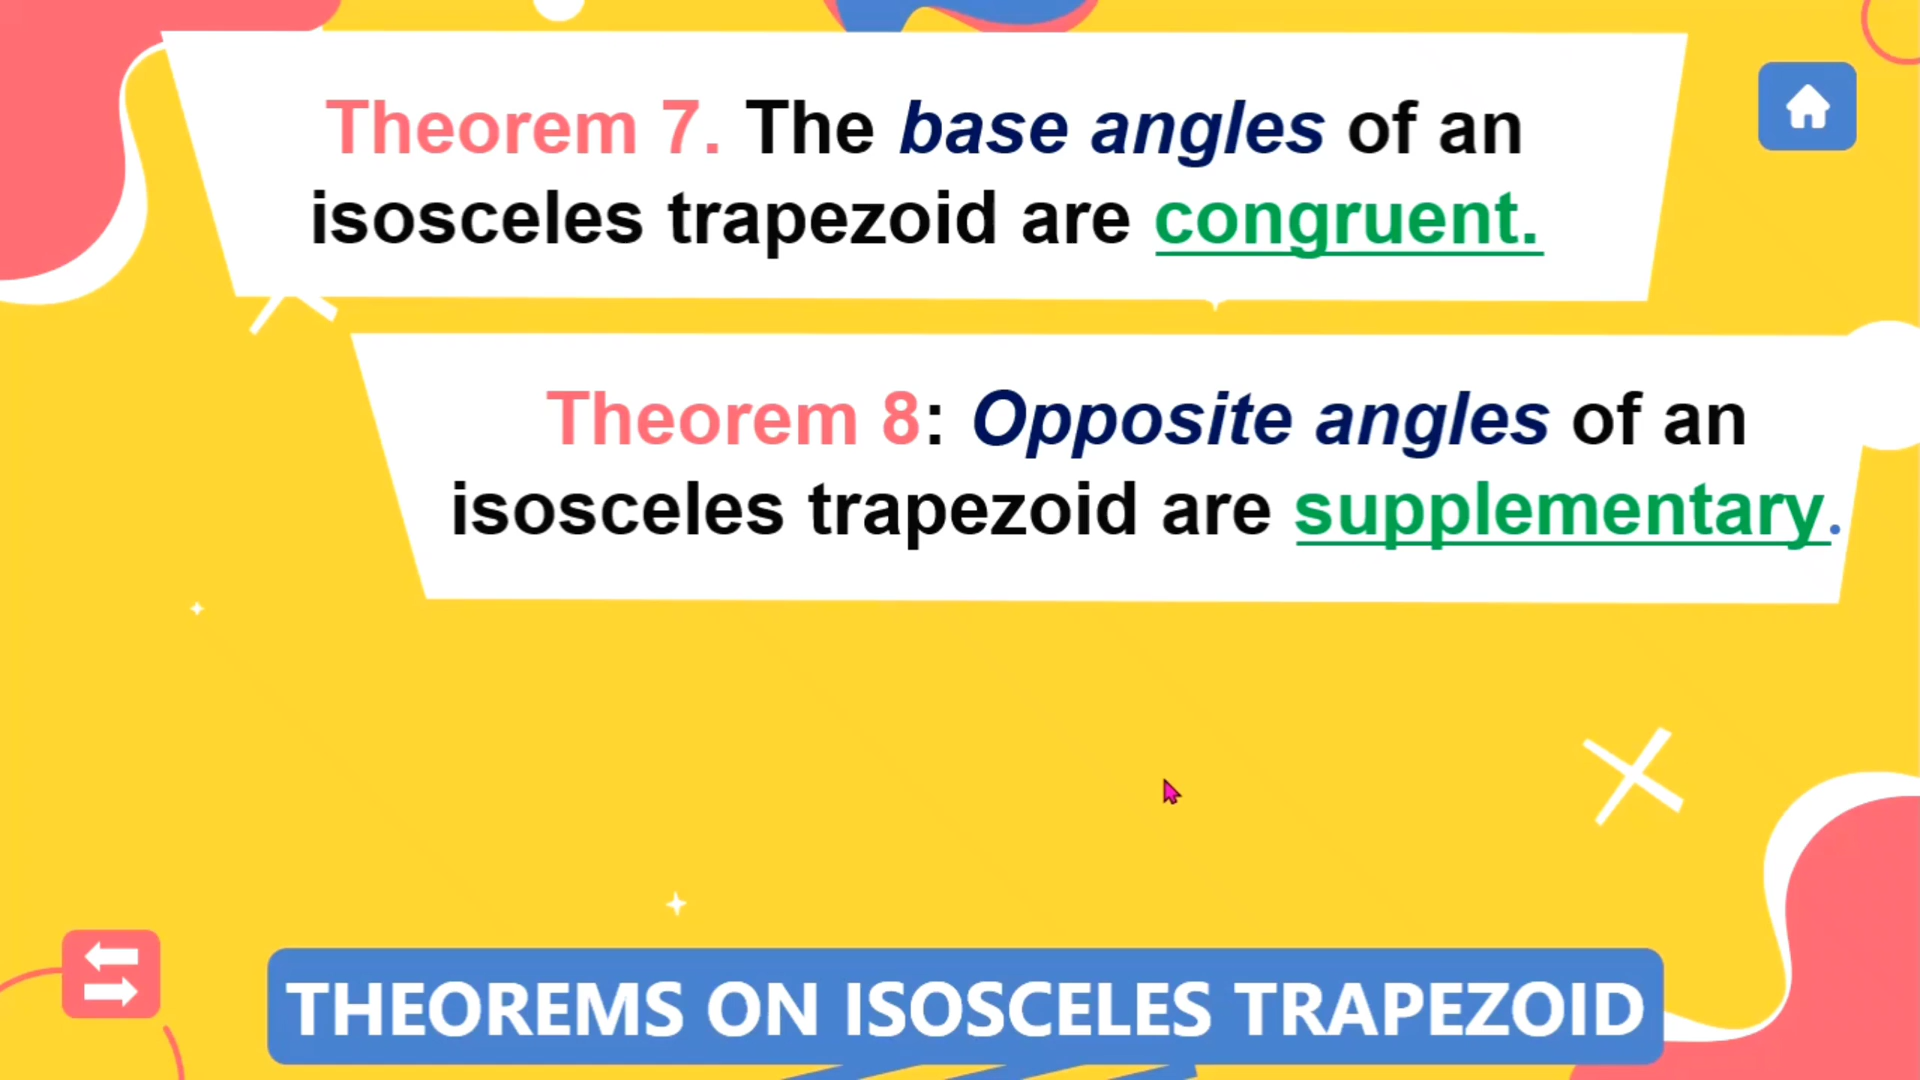 Theorem 7. The base angles of an
isosceles trapezoid are congruent.
Theorem 8: Opposite angles of an
isosceles trapezoid are supplementary.
THEOREMS ON ISOSCELES TRAPEZOID